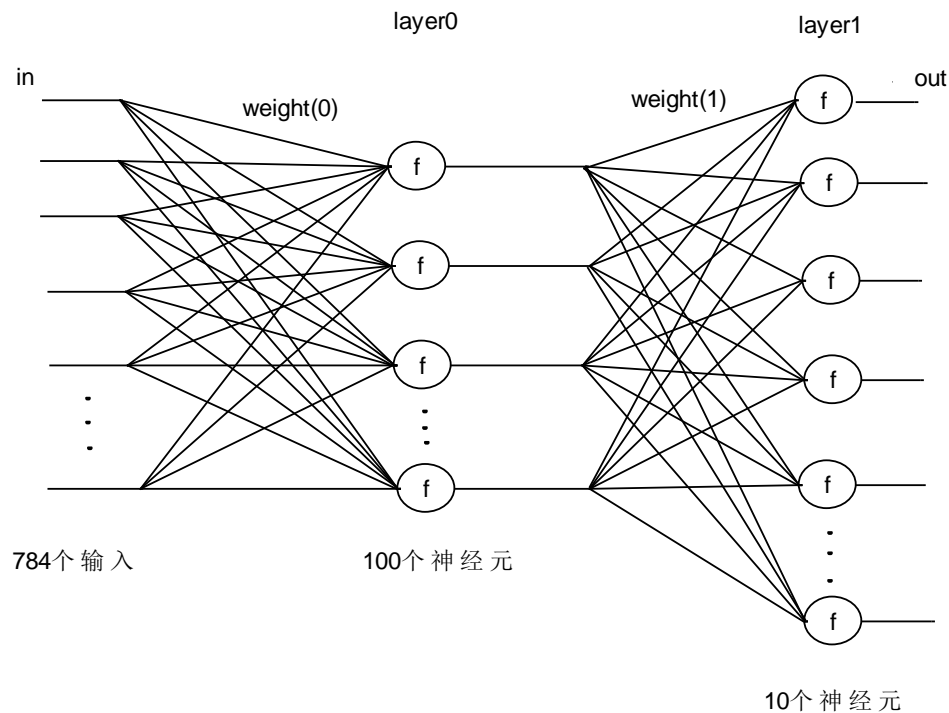 layer0
layer1
in
out
weight(0)
weight(1)
f
f
f
f
f
f
f
f
f
f
784个输入
100个神经元
10个神经元